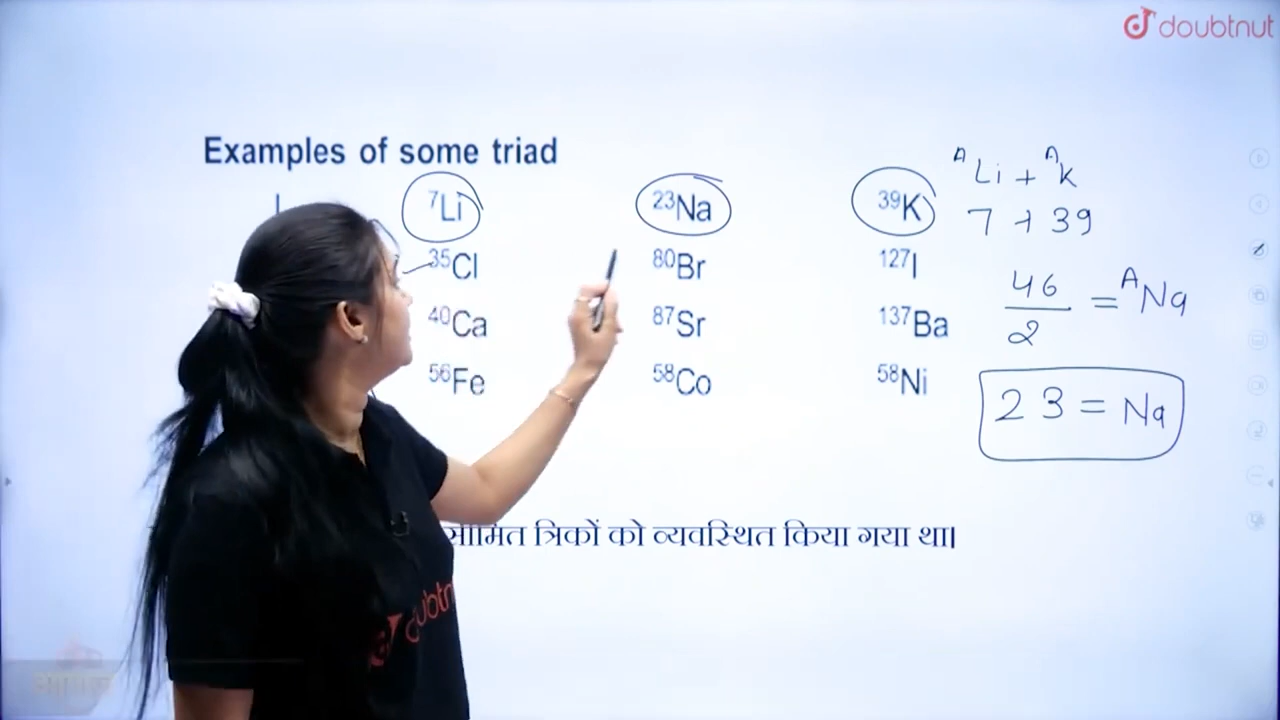 doubtnut
Examples of some triad
⁷Li ²³Na ³⁹K
³⁵Cl ⁸⁰Br ¹²⁷I
⁴⁰Ca ⁸⁷Sr ¹³⁷Ba
⁵⁶Fe ⁵⁸Co ⁵⁸Ni
ᴬLi + ᴬK
7 + 39
46/2 = ᴬNa
23 = Na
त्रिकों को व्यवस्थित किया गया था।